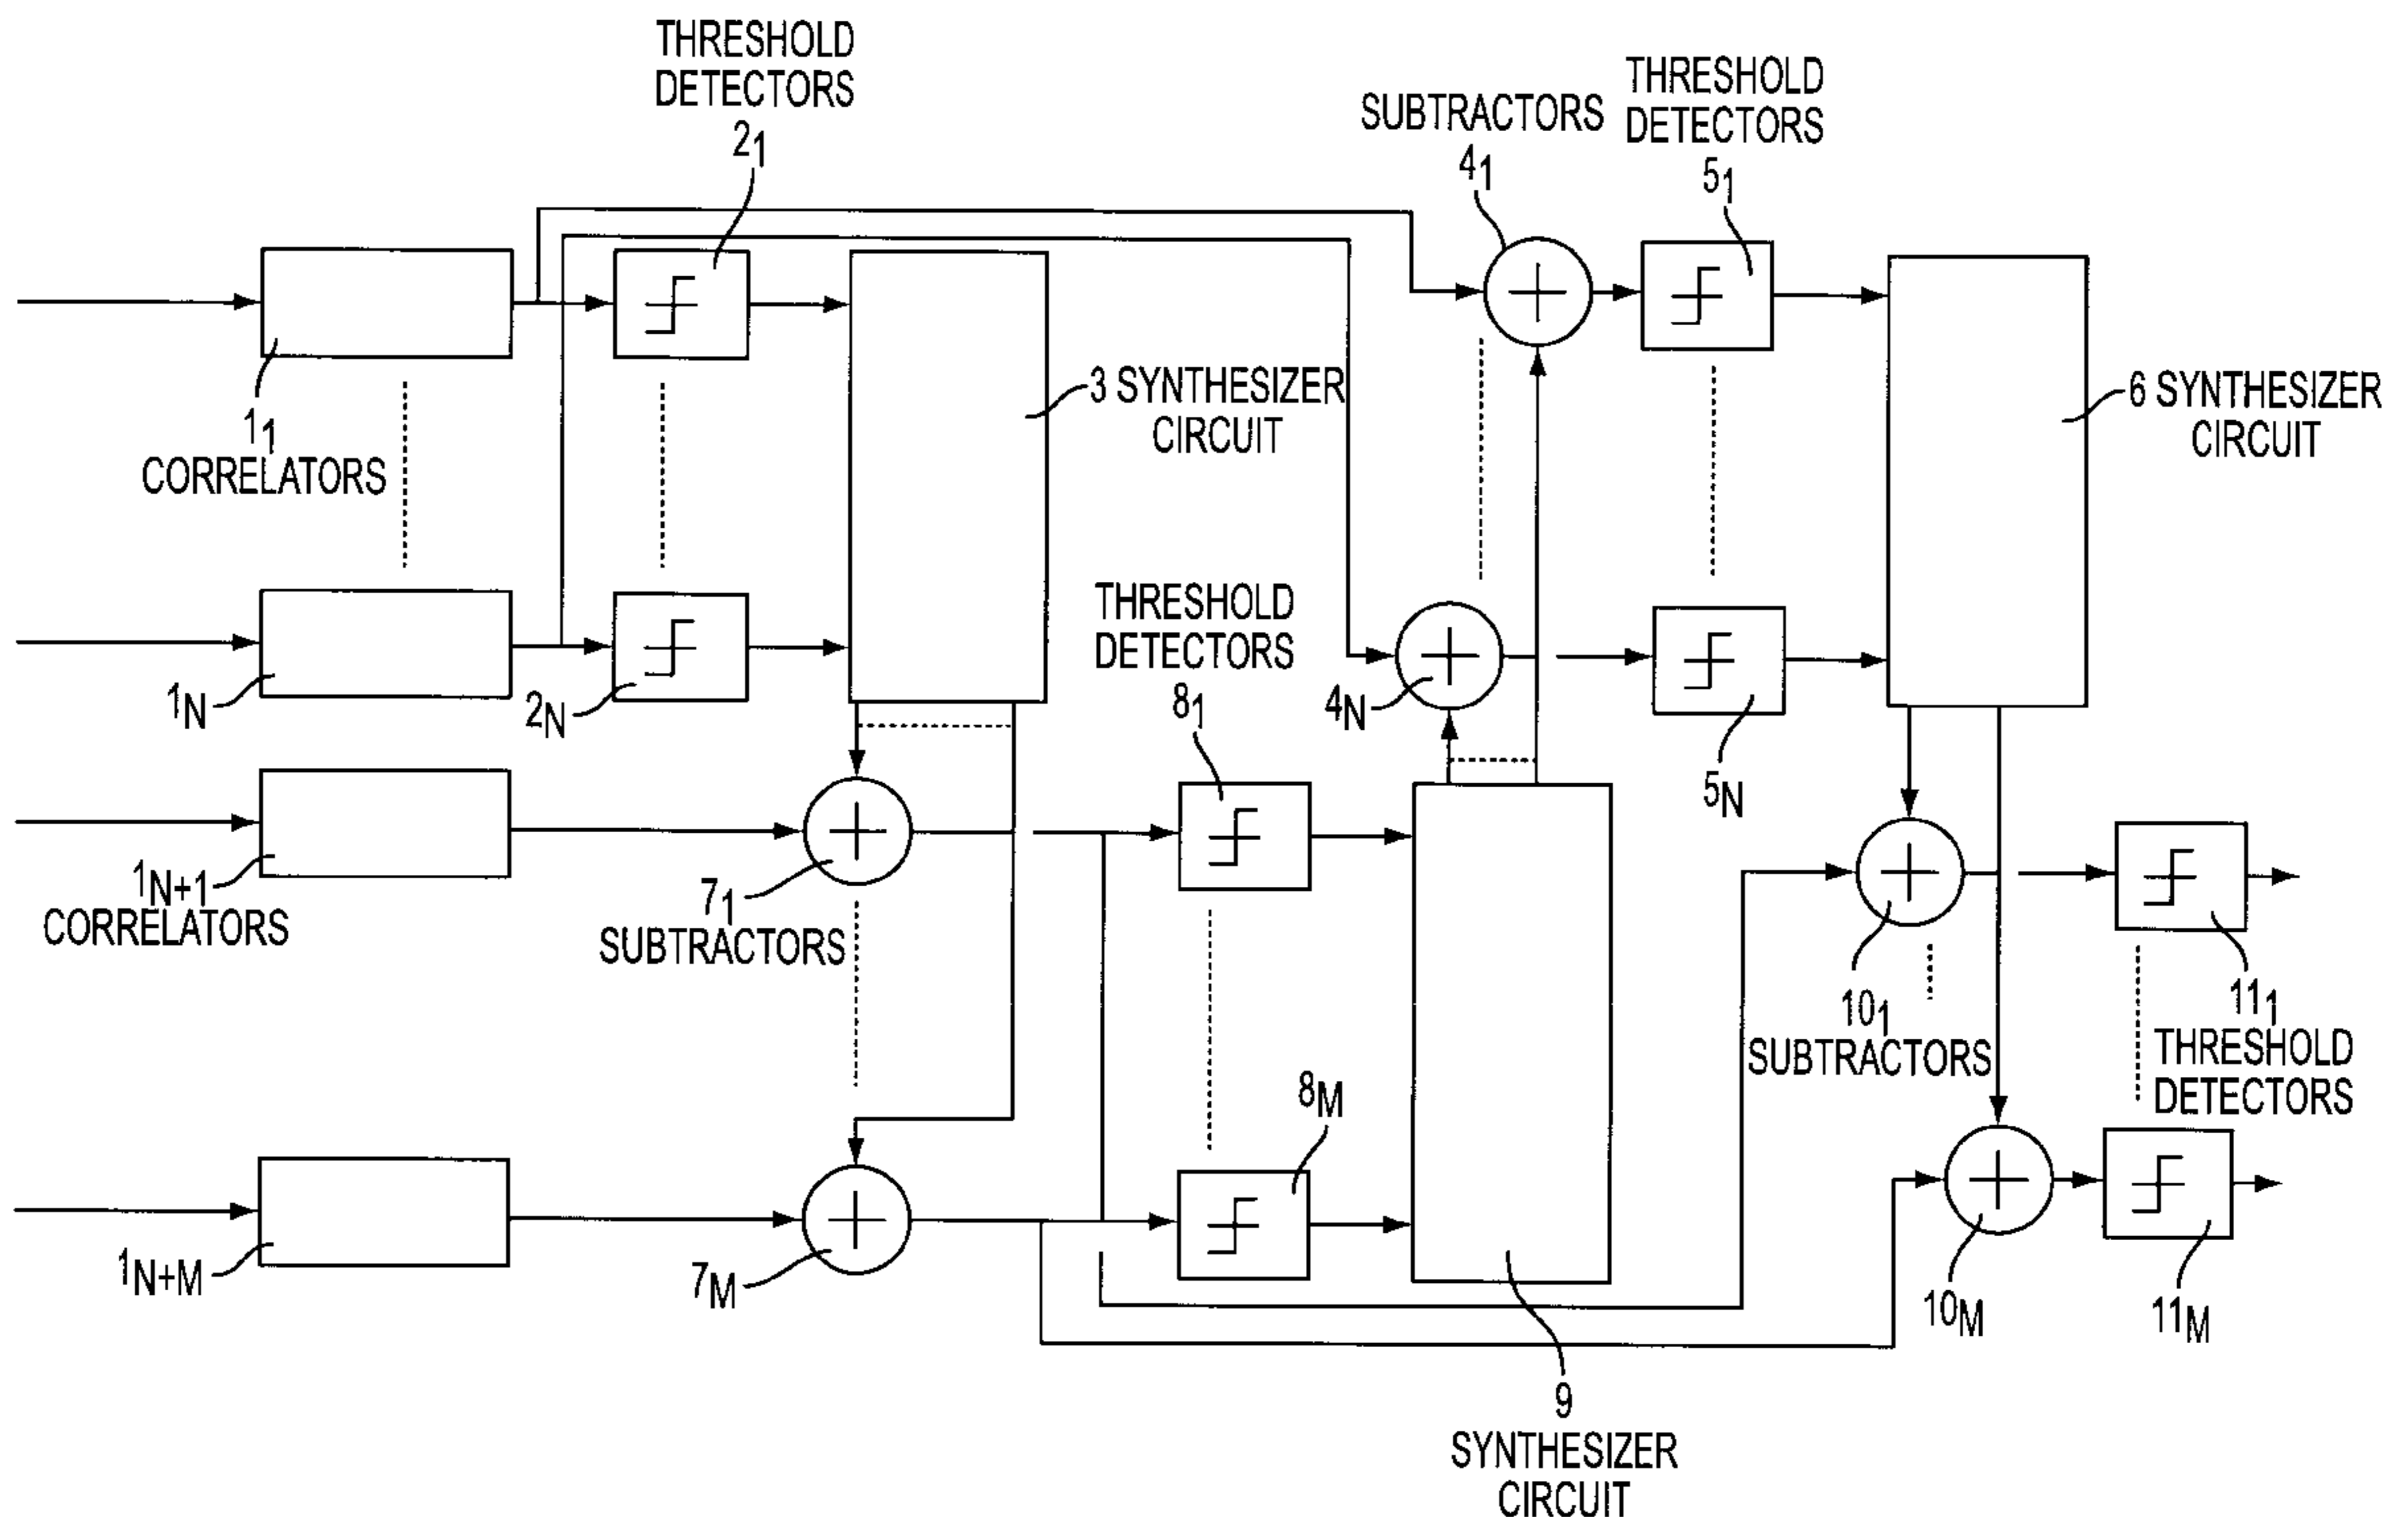 THRESHOLD
DETECTORS
2₁
SUBTRACTORS
4₁
THRESHOLD
DETECTORS
5₁
1₁
CORRELATORS
3 SYNTHESIZER
CIRCUIT
6 SYNTHESIZER
CIRCUIT
1N
2N
THRESHOLD
DETECTORS
8₁
4N
5N
1N+1
CORRELATORS
7₁
SUBTRACTORS
10₁
SUBTRACTORS
11₁
THRESHOLD
DETECTORS
8M
1N+M
7M
10M
11M
9
SYNTHESIZER
CIRCUIT